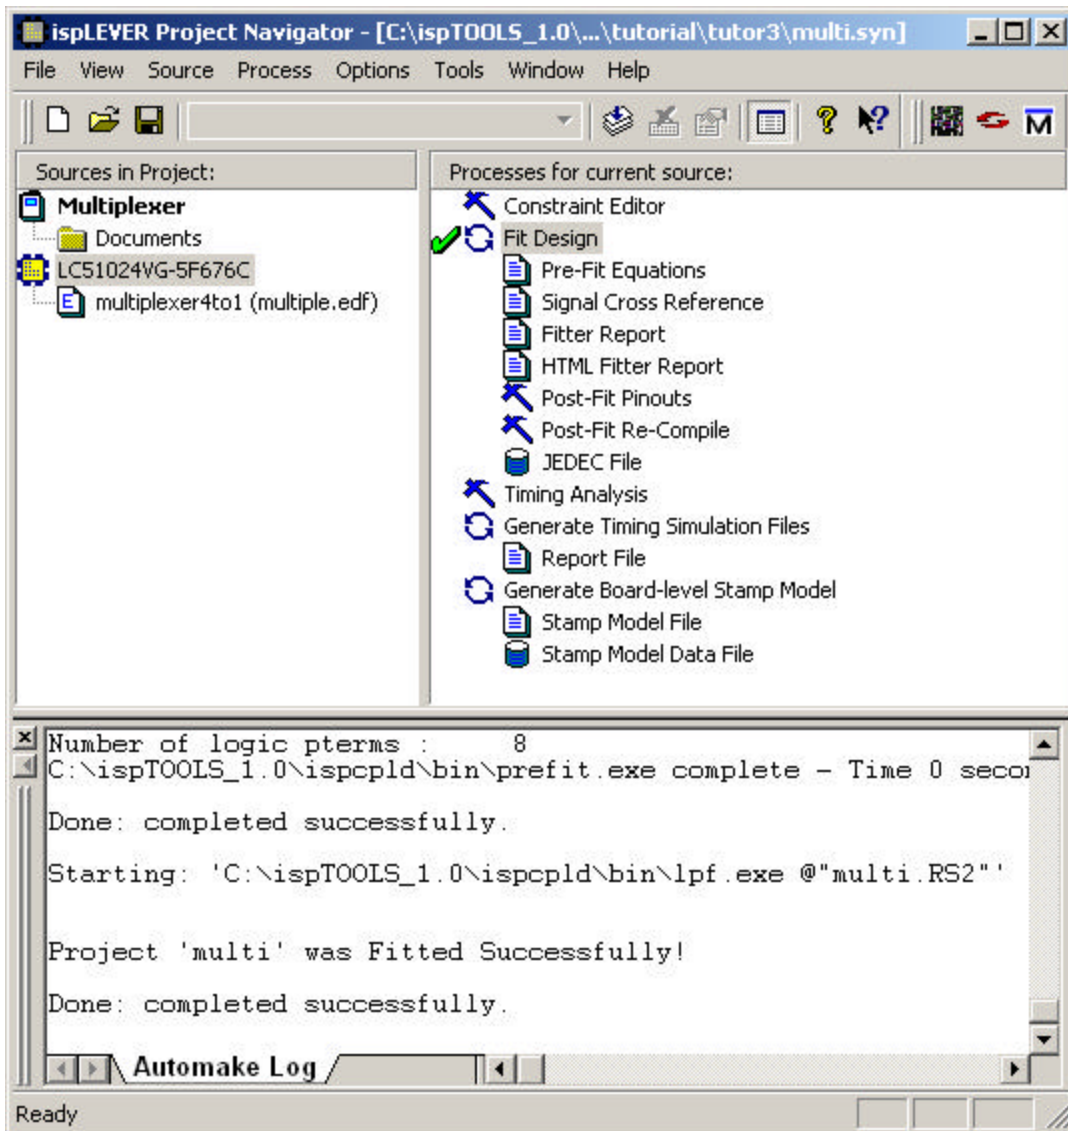 ispLEVER Project Navigator - [C:\ispTOOLS_1.0\...\tutorial\tutor3\multi.syn]
File View Source Process Options Tools Window Help
Sources in Project:
Multiplexer
Documents
LC51024VG-5F676C
multiplexer4to1 (multiple.edf)
Processes for current source:
Constraint Editor
Fit Design
Pre-Fit Equations
Signal Cross Reference
Fitter Report
HTML Fitter Report
Post-Fit Pinouts
Post-Fit Re-Compile
JEDEC File
Timing Analysis
Generate Timing Simulation Files
Report File
Generate Board-level Stamp Model
Stamp Model File
Stamp Model Data File
Number of logic pterms : 8
C:\ispTOOLS_1.0\ispcpld\bin\prefit.exe complete - Time 0 secon
Done: completed successfully.
Starting: 'C:\ispTOOLS_1.0\ispcpld\bin\lpf.exe @"multi.RS2"'
Project 'multi' was Fitted Successfully!
Done: completed successfully.
Automake Log
Ready